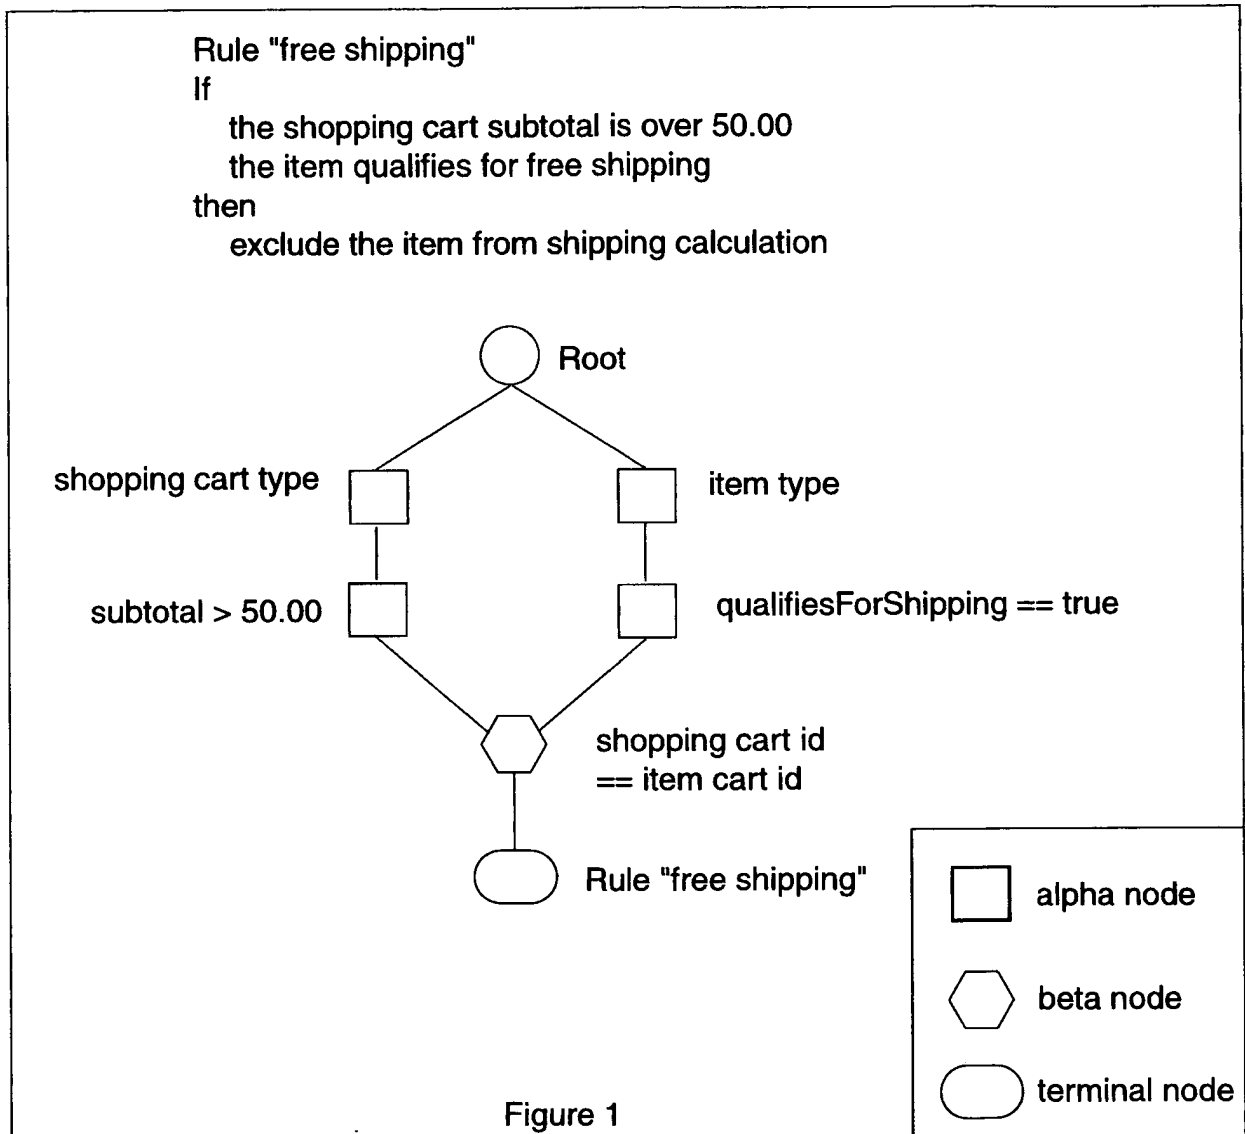 Rule "free shipping"
If
the shopping cart subtotal is over 50.00
the item qualifies for free shipping
then
exclude the item from shipping calculation
Root
shopping cart type
item type
subtotal > 50.00
qualifiesForShipping == true
shopping cart id
== item cart id
Rule "free shipping"
alpha node
beta node
terminal node
Figure 1